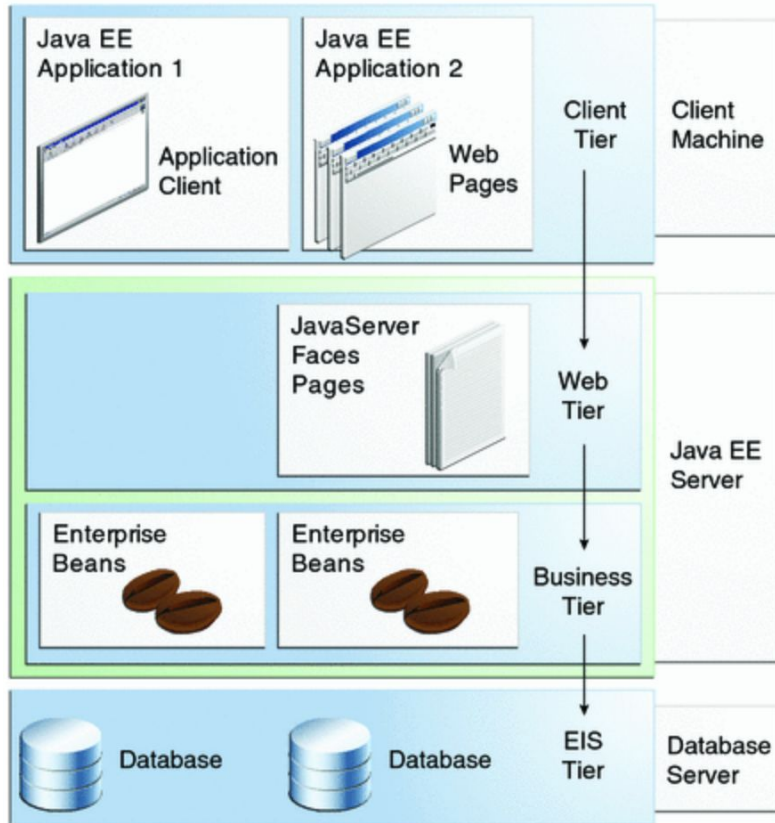 Java EE
Application 1
Application
Client
Java EE
Application 2
Web
Pages
Client
Tier
Client
Machine
JavaServer
Faces
Pages
Web
Tier
Java EE
Server
Enterprise
Beans
Enterprise
Beans
Business
Tier
Database
Database
EIS
Tier
Database
Server